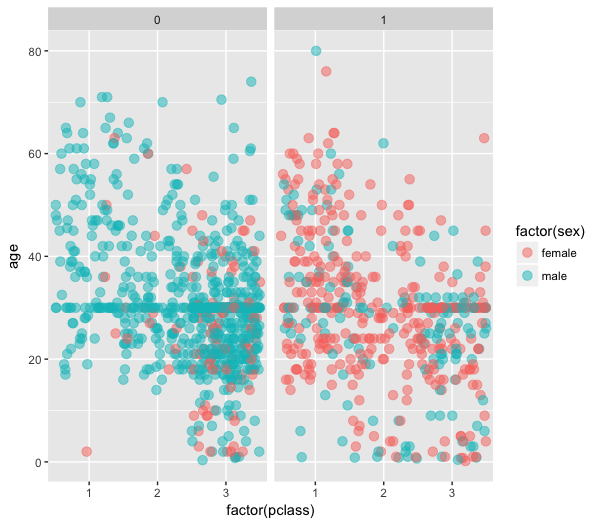 0 1
80
60
40
20
0
age
1 2 3 1 2 3
factor(pclass)
factor(sex)
female
male